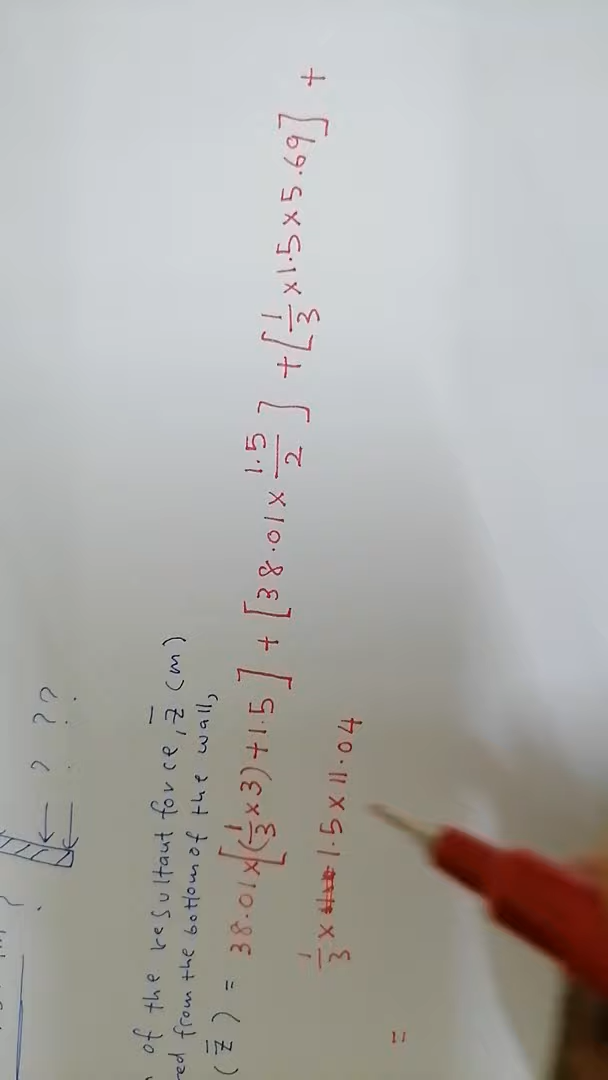 ? ??
of the resultant force, z̄ (m)
red from the bottom of the wall,
(z̄) = 38.01x[(1/3 x 3) + 1.5] + [38.01 x 1.5/2] + [1/3 x 1.5 x 5.69] +
1/3 x 1.5 x 11.04
=